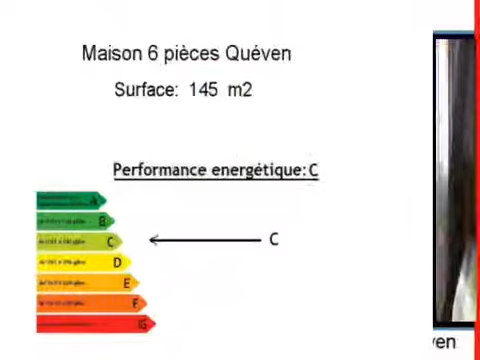 Maison 6 pièces Quéven
Surface: 145 m2
Performance energétique: C
A
B
C
C
D
E
F
G
ven